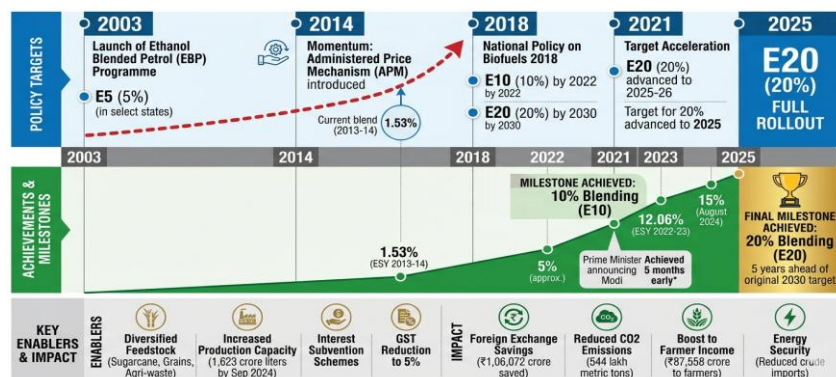 POLICY TARGETS
2003
Launch of Ethanol
Blended Petrol (EBP)
Programme
E5 (5%)
(in select states)
2014
Momentum:
Administered Price
Mechanism (APM)
introduced
Current blend
(2013-14)
1.53%
2018
National Policy on
Biofuels 2018
E10 (10%) by 2022
by 2022
E20 (20%) by 2030
by 2030
2021
Target Acceleration
E20 (20%)
advanced to
2025-26
Target for 20%
advanced to 2025
2025
E20
(20%)
FULL
ROLLOUT
2003
2014
2018
2022
2021
2023
2025
ACHIEVEMENTS &
MILESTONES
1.53%
(ESY 2013-14)
5%
(approx.)
MILESTONE ACHIEVED:
10% Blending
(E10)
Prime Minister
announcing
Modi
Achieved
5 months
early*
12.06%
(ESY 2022-23)
15%
(August
2024)
FINAL MILESTONE
ACHIEVED:
20% Blending
(E20)
5 years ahead of
original 2030 target
KEY
ENABLERS
& IMPACT
ENABLERS
Diversified
Feedstock
(Sugarcane, Grains,
Agri-waste)
Increased
Production Capacity
(1,623 crore liters
by Sep 2024)
Interest
Subvention
Schemes
GST
Reduction
to 5%
IMPACT
Foreign Exchange
Savings
(₹1,06,072 crore
saved)
CO2
Reduced CO2
Emissions
(544 lakh
metric tons)
Boost to
Farmer Income
(₹87,558 crore
to farmers)
Energy
Security
(Reduced crude
imports)